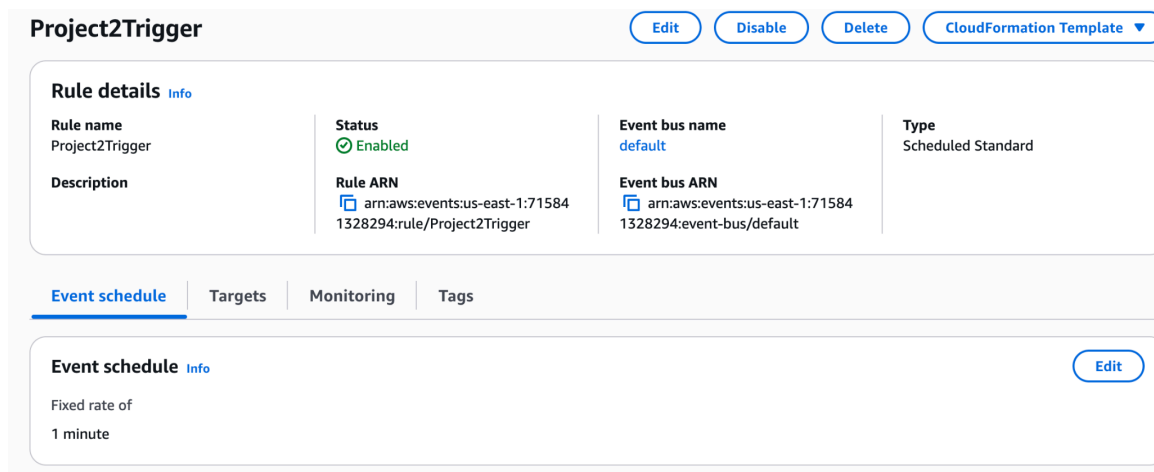 Project2Trigger
Edit
Disable
Delete
CloudFormation Template
Rule details Info
Rule name
Project2Trigger
Status
Enabled
Event bus name
default
Type
Scheduled Standard
Description
Rule ARN
arn:aws:events:us-east-1:71584
1328294:rule/Project2Trigger
Event bus ARN
arn:aws:events:us-east-1:71584
1328294:event-bus/default
Event schedule
Targets
Monitoring
Tags
Event schedule Info
Edit
Fixed rate of
1 minute